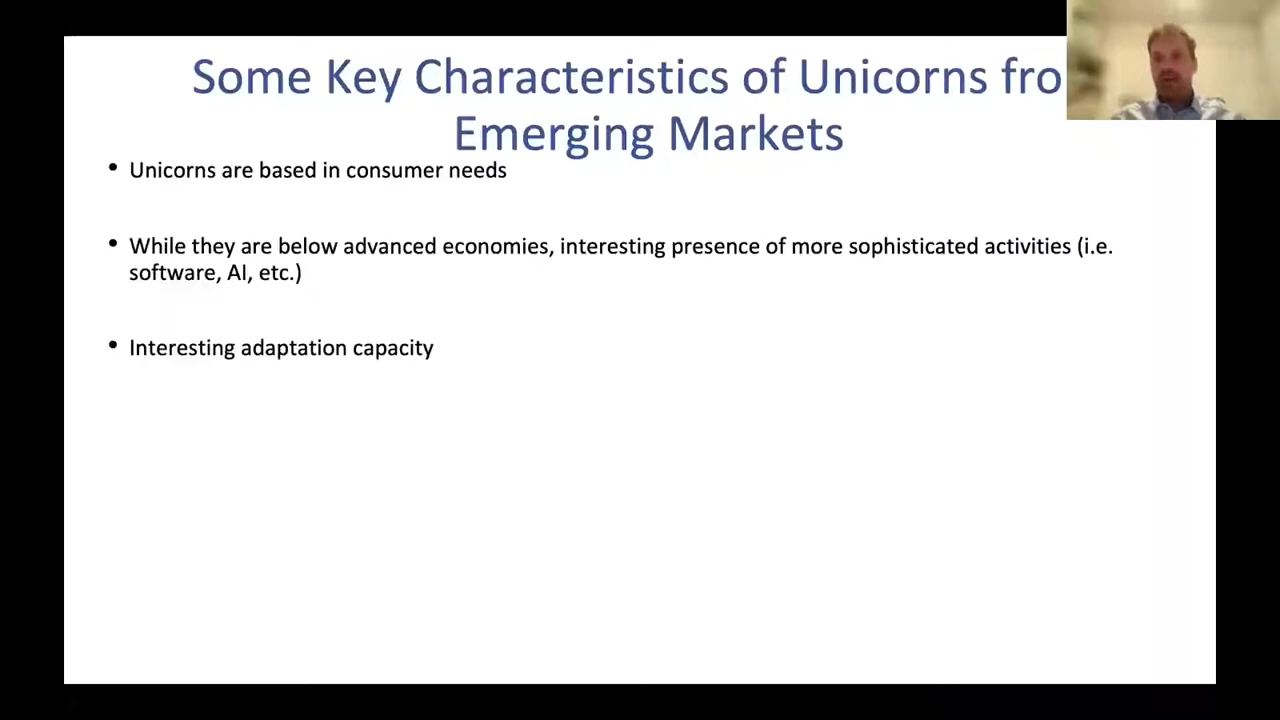 Some Key Characteristics of Unicorns fro
Emerging Markets
• Unicorns are based in consumer needs
• While they are below advanced economies, interesting presence of more sophisticated activities (i.e.
software, AI, etc.)
• Interesting adaptation capacity